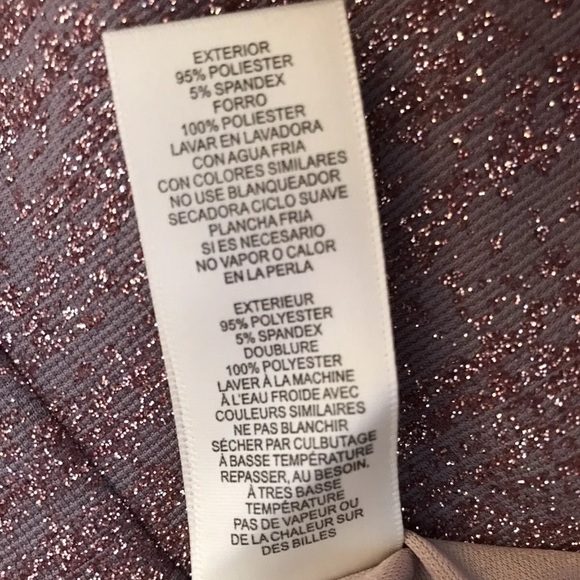 EXTERIOR
95% POLIESTER
5% SPANDEX
FORRO
100% POLIESTER
LAVAR EN LAVADORA
CON AGUA FRIA
CON COLORES SIMILARES
NO USE BLANQUEADOR
SECADORA CICLO SUAVE
PLANCHA FRIA
SI ES NECESARIO
NO VAPOR O CALOR
EN LA PERLA
EXTERIEUR
95% POLYESTER
5% SPANDEX
DOUBLURE
100% POLYESTER
LAVER À LA MACHINE
À L'EAU FROIDE AVEC
COULEURS SIMILAIRES
NE PAS BLANCHIR
SÉCHER PAR CULBUTAGE
À BASSE TEMPÉRATURE
REPASSER, AU BESOIN,
À TRES BASSE
TEMPÉRATURE
PAS DE VAPEUR OU
DE LA CHALEUR SUR
DES BILLES